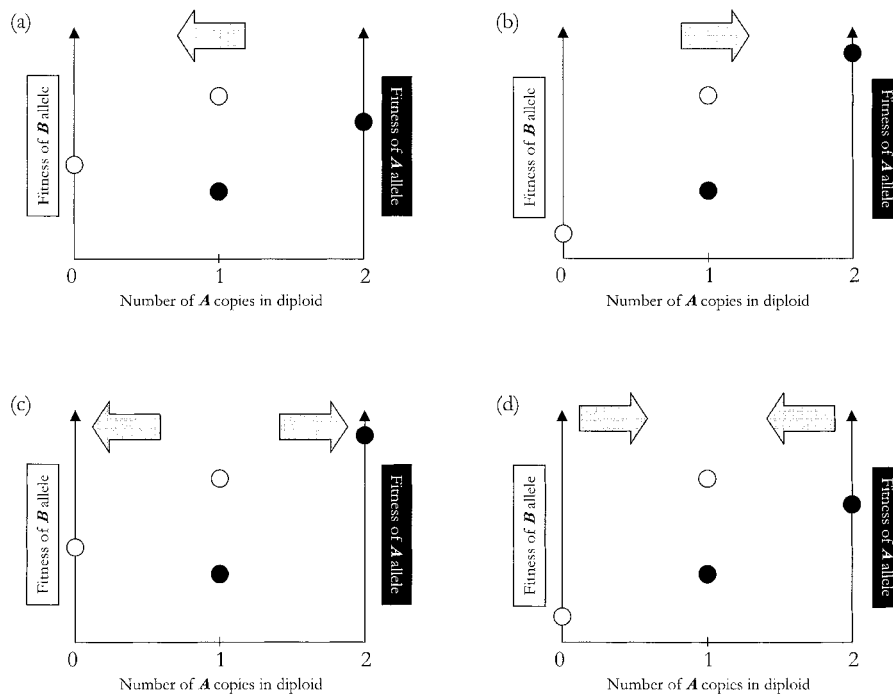 (a)
Fitness of B allele
Fitness of A allele
0
1
2
Number of A copies in diploid
(b)
Fitness of B allele
Fitness of A allele
0
1
2
Number of A copies in diploid
(c)
Fitness of B allele
Fitness of A allele
0
1
2
Number of A copies in diploid
(d)
Fitness of B allele
Fitness of A allele
0
1
2
Number of A copies in diploid